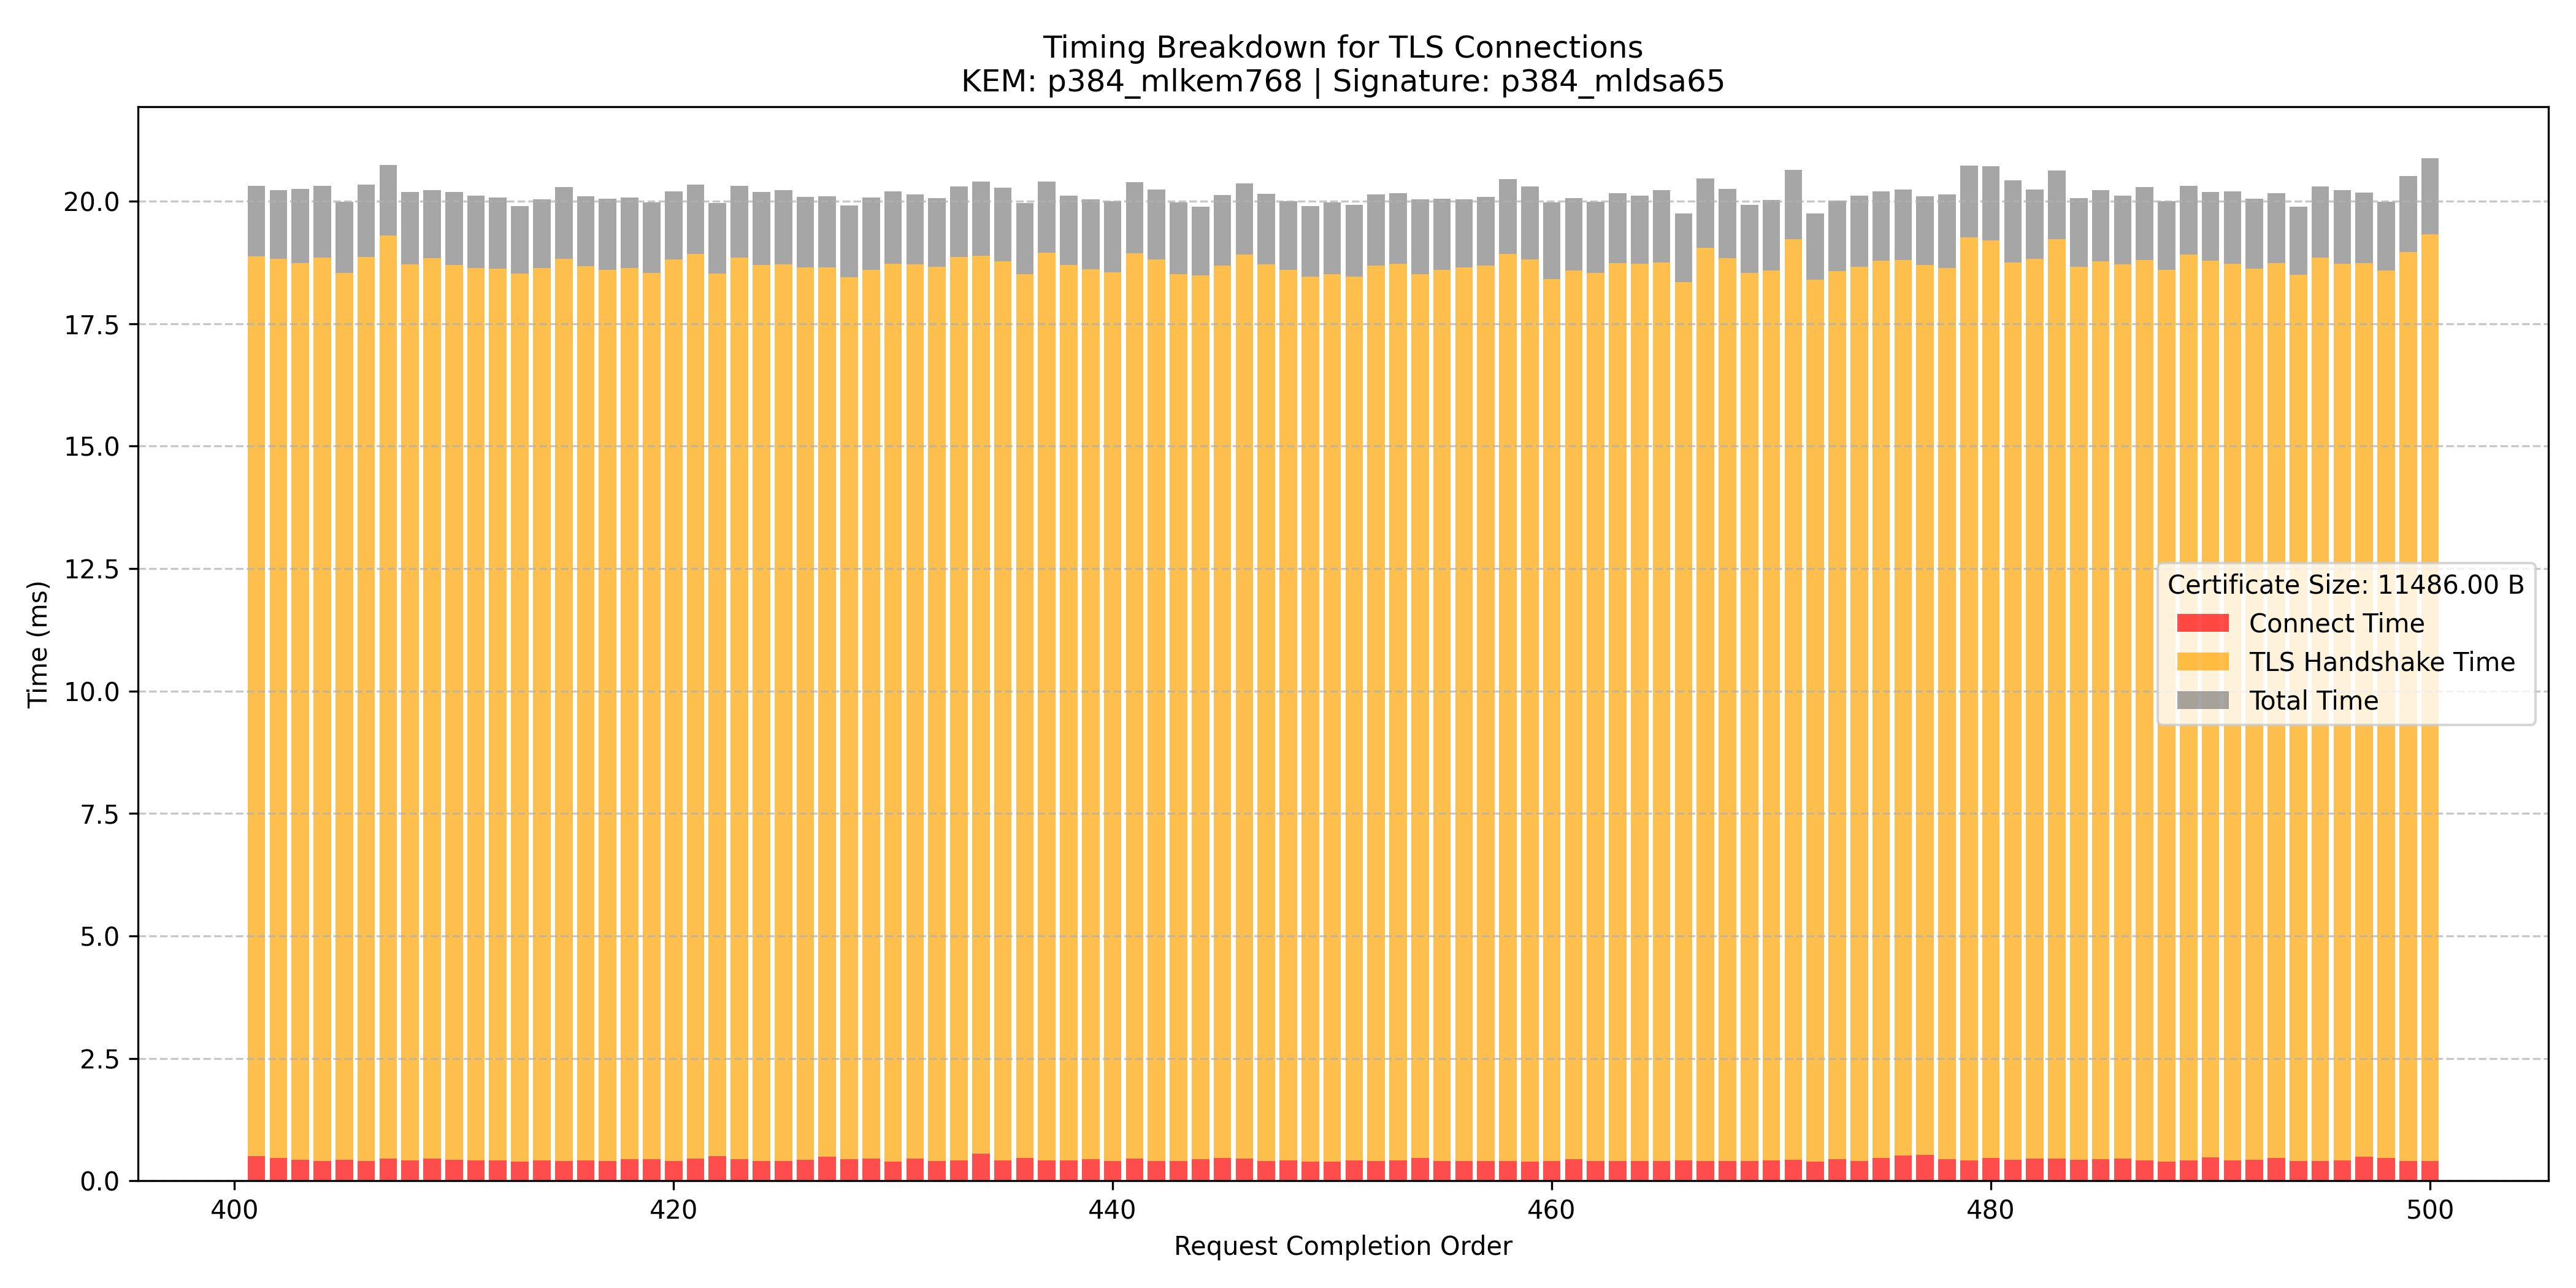 Timing Breakdown for TLS Connections
KEM: p384_mlkem768 | Signature: p384_mldsa65
Time (ms)
20.0
17.5
15.0
12.5
10.0
7.5
5.0
2.5
0.0
Certificate Size: 11486.00 B
Connect Time
TLS Handshake Time
Total Time
400 420 440 460 480 500
Request Completion Order